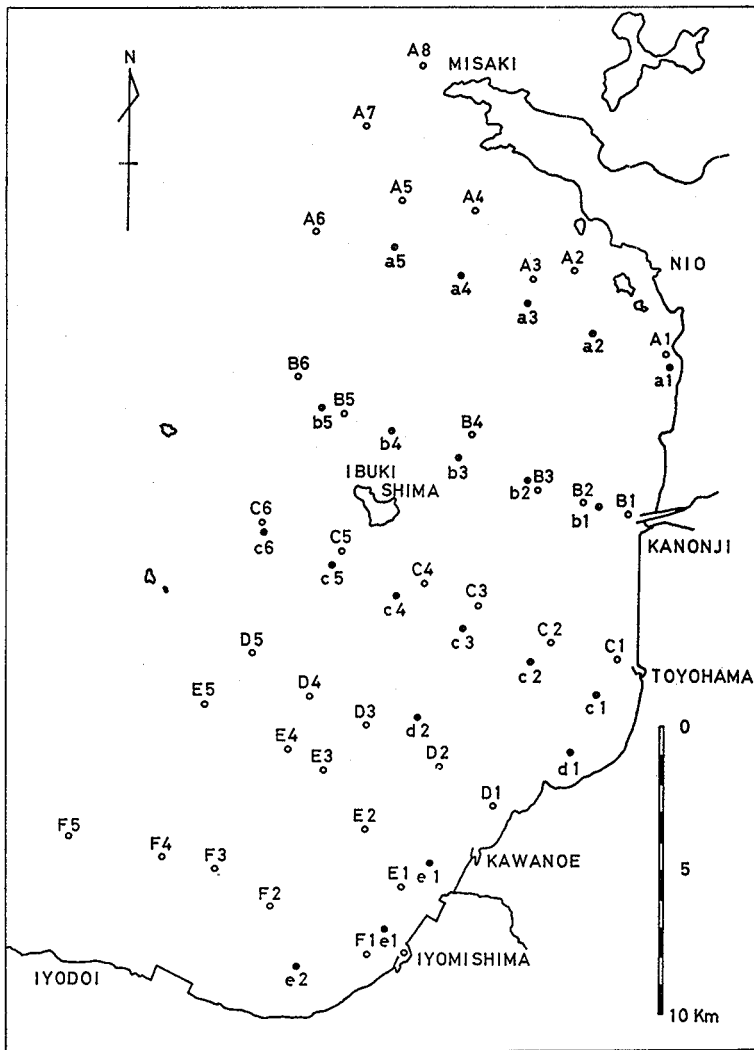 A8
MISAKI
N
A7
A5
A4
A6
a5
A3
A2
NIO
a4
a3
a2
A1
a1
B6
B5
b5
B4
b4
b3
IBUKI
SHIMA
b2
B3
B2
b1
B1
KANONJI
C6
c6
C5
c5
C4
c4
C3
c3
C2
c2
C1
TOYOHAMA
c1
D5
D4
E5
D3
d2
0
E4
E3
D2
d1
D1
F5
E2
F4
F3
KAWANOE
5
e1
E1
F2
F1
e1
IYOMISHIMA
IYODOI
e2
10 Km